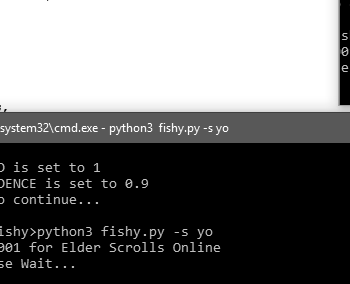 s
0
e
system32\cmd.exe - python3 fishy.py -s yo
D is set to 1
DENCE is set to 0.9
o continue...
ishy>python3 fishy.py -s yo
001 for Elder Scrolls Online
se Wait...